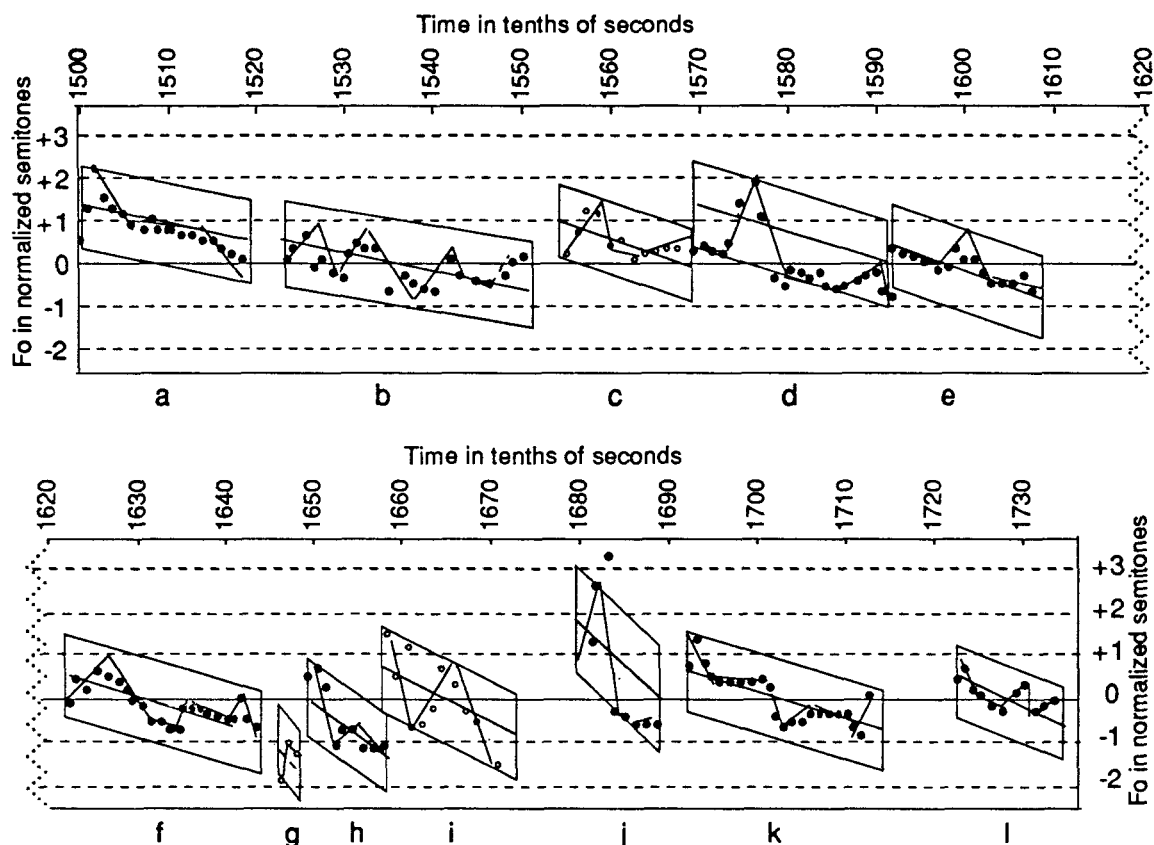 Time in tenths of seconds
1500 1510 1520 1530 1540 1550 1560 1570 1580 1590 1600 1610 1620
Fo in normalized semitones
+3
+2
+1
0
-1
-2
a b c d e
Time in tenths of seconds
1620 1630 1640 1650 1660 1670 1680 1690 1700 1710 1720 1730
+3
+2
+1
0
-1
-2
Fo in normalized semitones
f g h i j k l